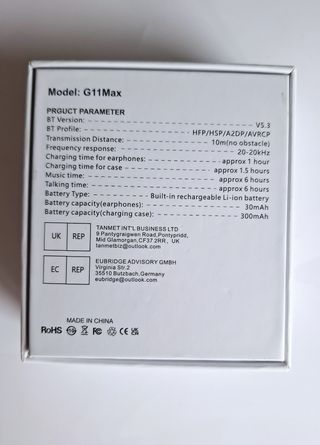 Model: G11Max
PRGUCT PARAMETER
BT Version: V5.3
BT Profile: HFP/HSP/A2DP/AVRCP
Transmission Distance: 10m(no obstacle)
Frequency response: 20-20kHz
Charging time for earphones: approx 1 hour
Charging time for case approx 1.5 hours
Music time: approx 6 hours
Talking time: approx 6 hours
Battery Type: Built-in rechargeable Li-ion battery
Battery capacity(earphones): 30mAh
Battery capacity(charging case): 300mAh
UK REP
TANMET INT'L BUSINESS LTD
9 Pantygraigwen Road,Pontypridd,
Mid Glamorgan,CF37 2RR , UK
tanmetbiz@outlook.com
EC REP
EUBRIDGE ADVISORY GMBH
Virginia Str.2
35510 Butzbach,Germany
eubridge@outlook.com
MADE IN CHINA
RoHS FC CE UKCA